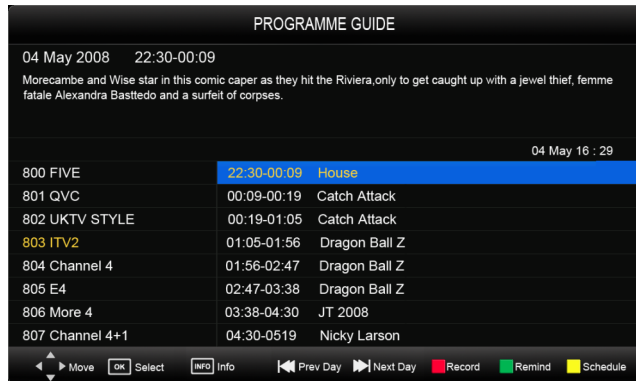 PROGRAMME GUIDE
04 May 2008 22:30-00:09
Morecambe and Wise star in this comic caper as they hit the Riviera,only to get caught up with a jewel thief, femme
fatale Alexandra Basttedo and a surfeit of corpses.
04 May 16 : 29
800 FIVE 22:30-00:09 House
801 QVC 00:09-00:19 Catch Attack
802 UKTV STYLE 00:19-01:05 Catch Attack
803 ITV2 01:05-01:56 Dragon Ball Z
804 Channel 4 01:56-02:47 Dragon Ball Z
805 E4 02:47-03:38 Dragon Ball Z
806 More 4 03:38-04:30 JT 2008
807 Channel 4+1 04:30-0519 Nicky Larson
Move OK Select INFO Info Prev Day Next Day Record Remind Schedule